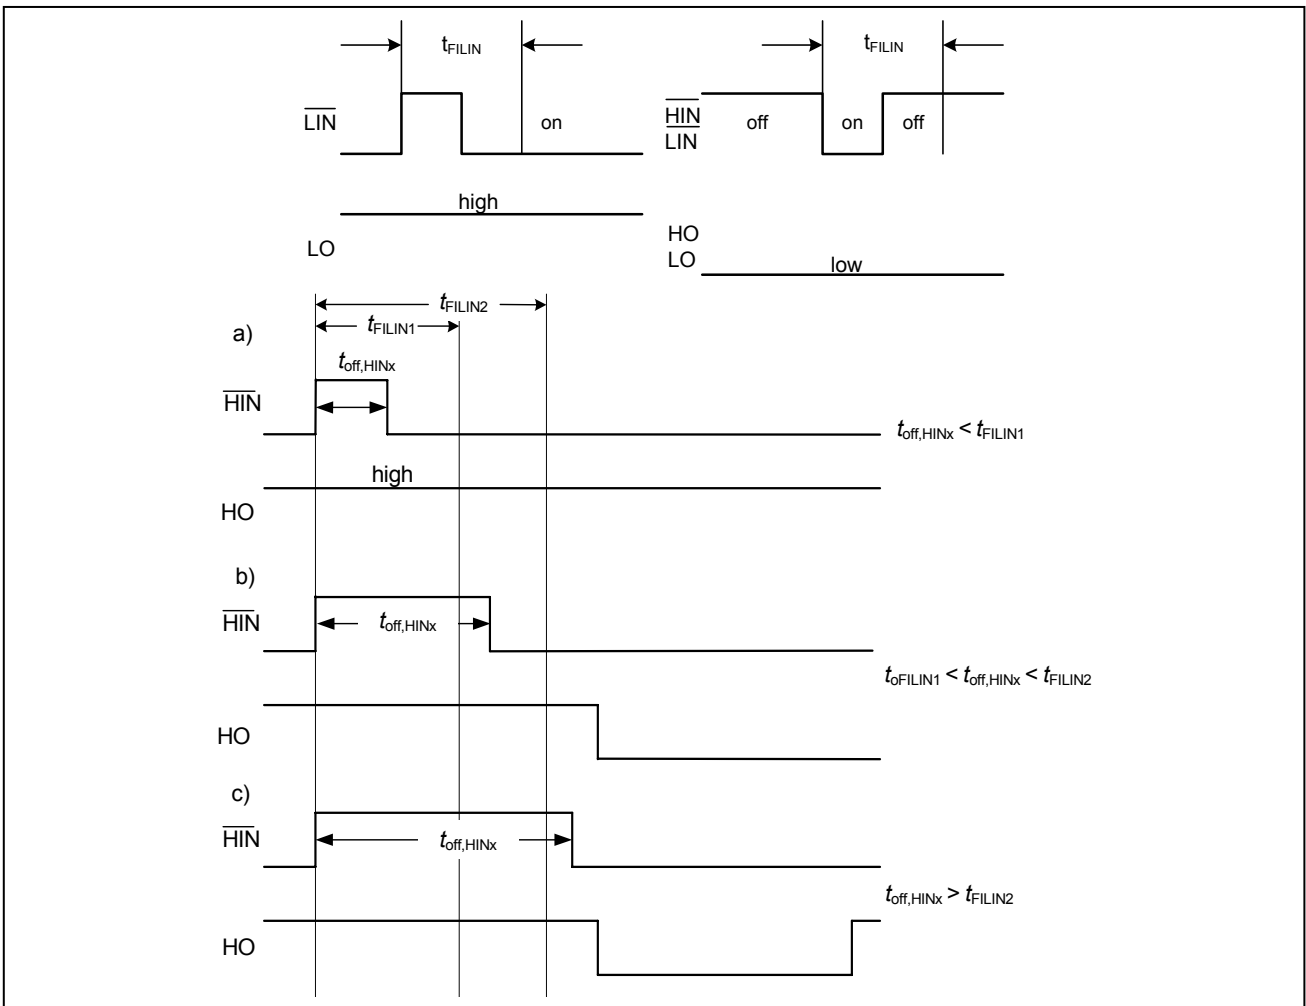 tFILIN
tFILIN
LIN
on
HIN
LIN
off
on
off
high
LO
HO
LO
low
tFILIN2
tFILIN1
a)
toff,HINx
HIN
toff,HINx < tFILIN1
high
HO
b)
HIN
toff,HINx
toFILIN1 < toff,HINx < tFILIN2
HO
c)
HIN
toff,HINx
toff,HINx > tFILIN2
HO